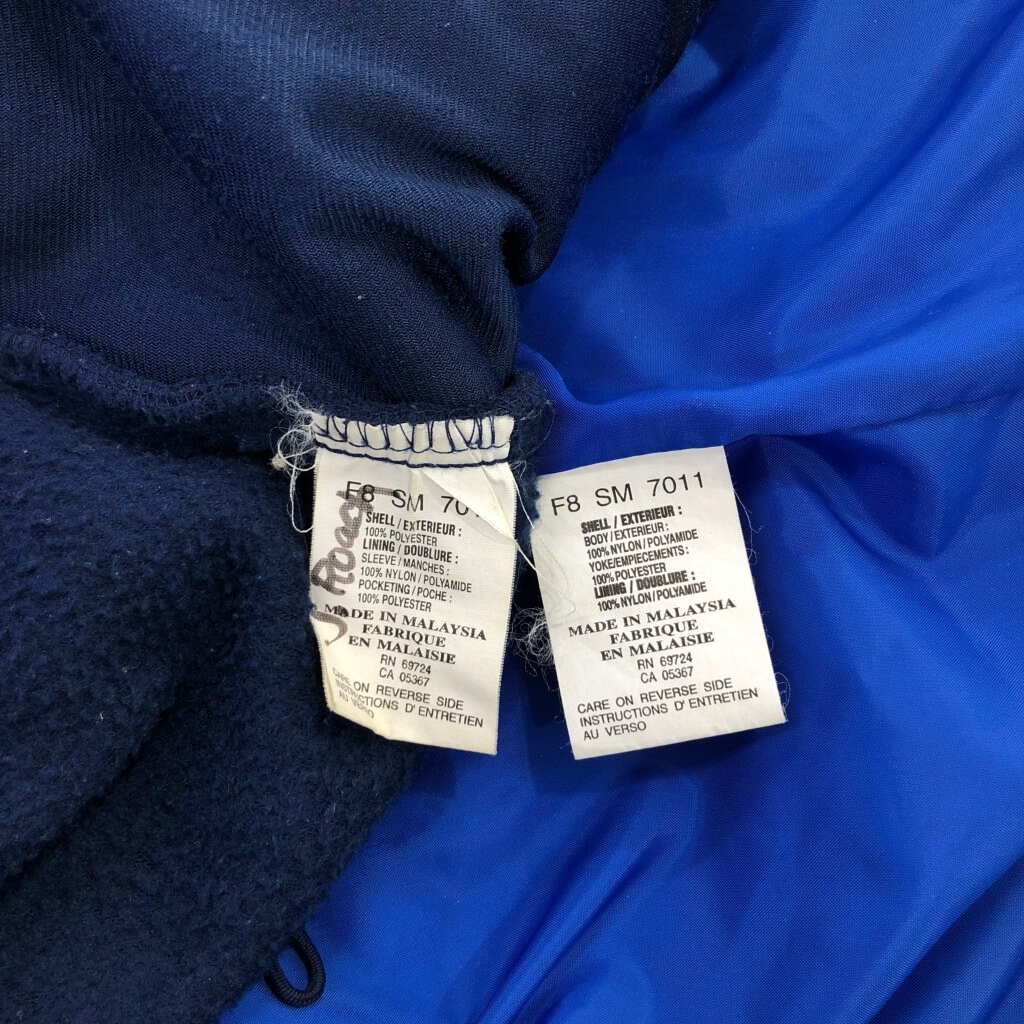 F8 SM 701
SHELL / EXTERIEUR :
100% POLYESTER
LINING / DOUBLURE :
SLEEVE / MANCHES :
100% NYLON / POLYAMIDE
POCKETING / POCHE :
100% POLYESTER
MADE IN MALAYSIA
FABRIQUE
EN MALAISIE
RN 69724
CA 05367
CARE ON REVERSE SIDE
INSTRUCTIONS D' ENTRETIEN
AU VERSO
J Roach
F8 SM 7011
SHELL / EXTERIEUR :
BODY / EXTERIEUR :
100% NYLON / POLYAMIDE
YOKE/EMPIECEMENTS:
100% POLYESTER
LINING / DOUBLURE :
100% NYLON / POLYAMIDE
MADE IN MALAYSIA
FABRIQUE
EN MALAISIE
RN 69724
CA 05367
CARE ON REVERSE SIDE
INSTRUCTIONS D' ENTRETIEN
AU VERSO